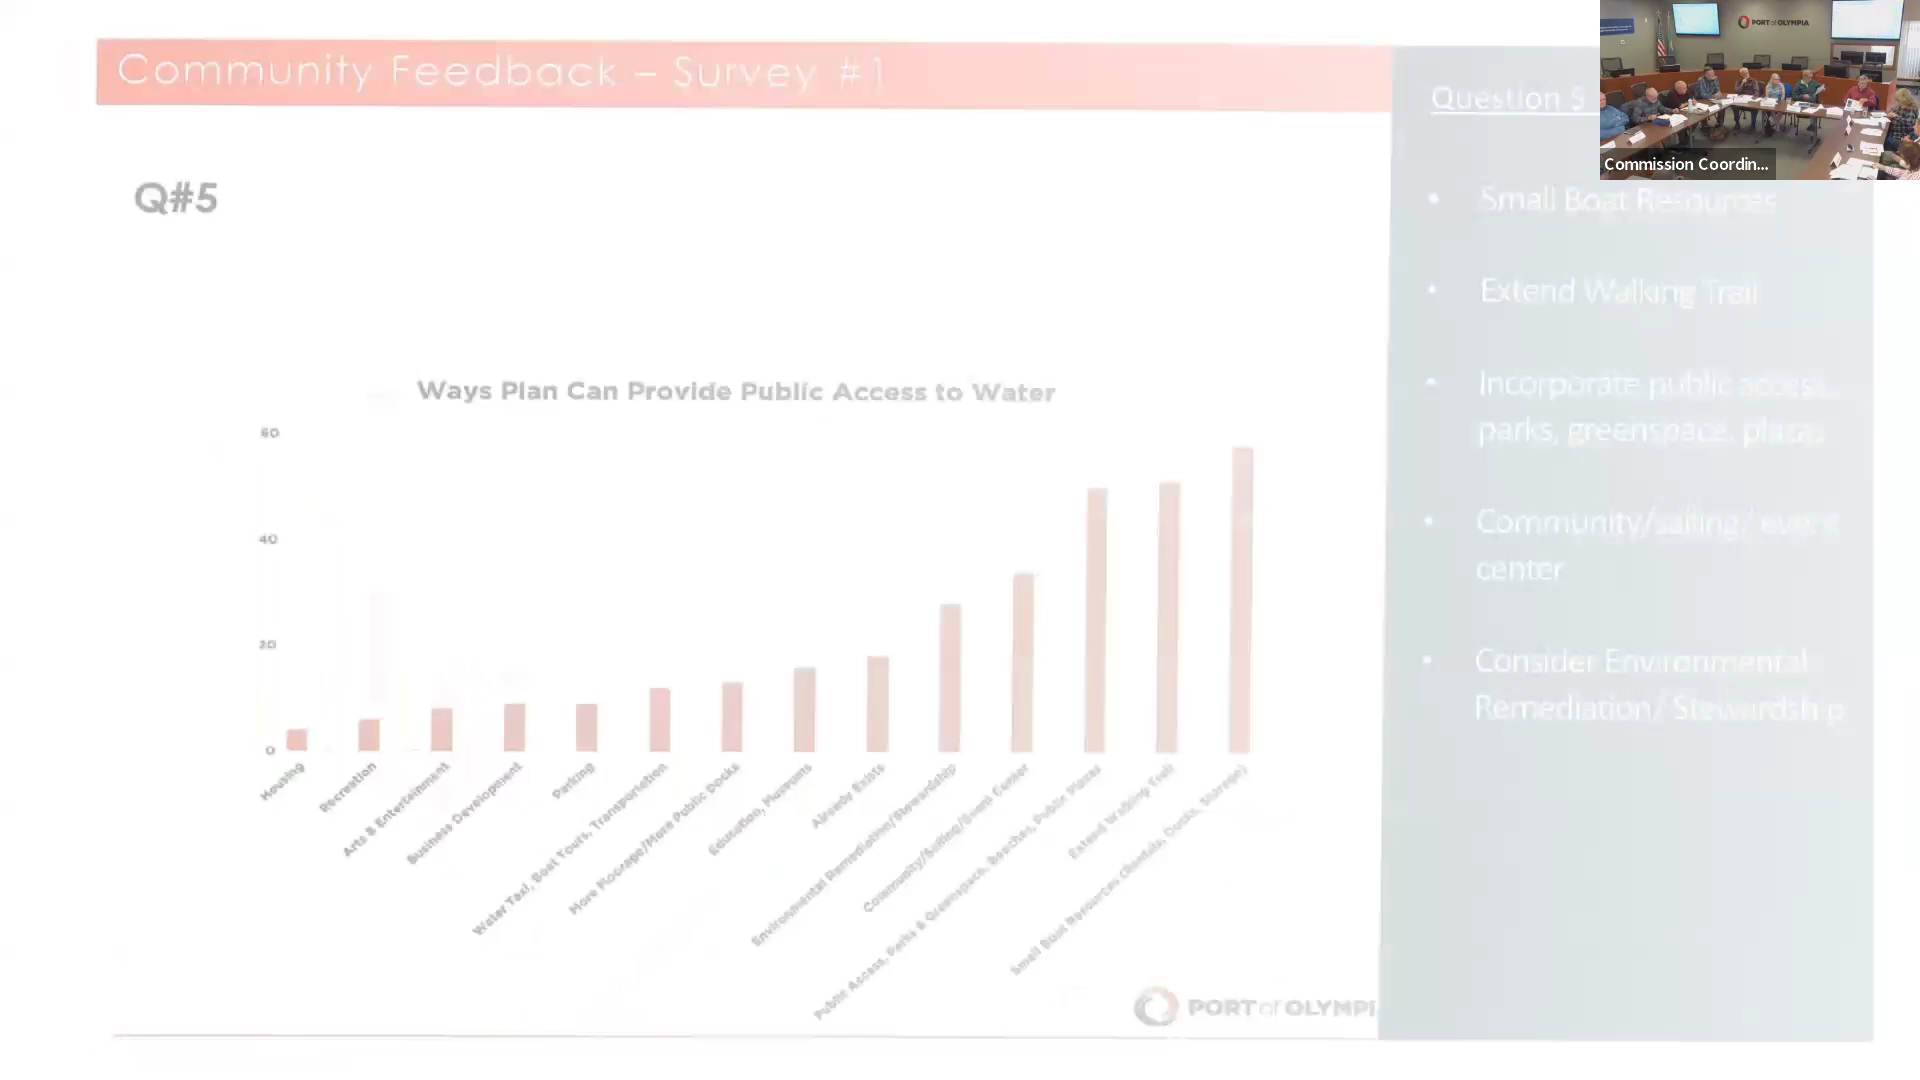 Community Feedback – Survey #1
Q#5
Ways Plan Can Provide Public Access to Water
60
40
20
0
Housing
Recreation
Arts & Entertainment
Business Development
Parking
Water Taxi, Boat Tours, Transportation
More Moorage/More Public Docks
Education, Museums
Already Exists
Environmental Remediation/Stewardship
Community/Sailing/Event Center
Public Access, Parks & Greenspace, Beaches, Public Plazas
Extend Walking Trail
Small Boat Resources (Rentals, Docks, Storage)
PORT of OLYMPI
Question 5
• Small Boat Resources
• Extend Walking Trail
• Incorporate public access,
parks, greenspace, plazas
• Community/sailing/ event
center
• Consider Environmental
Remediation/ Stewardship
PORT of OLYMPIA
Commission Coordin...